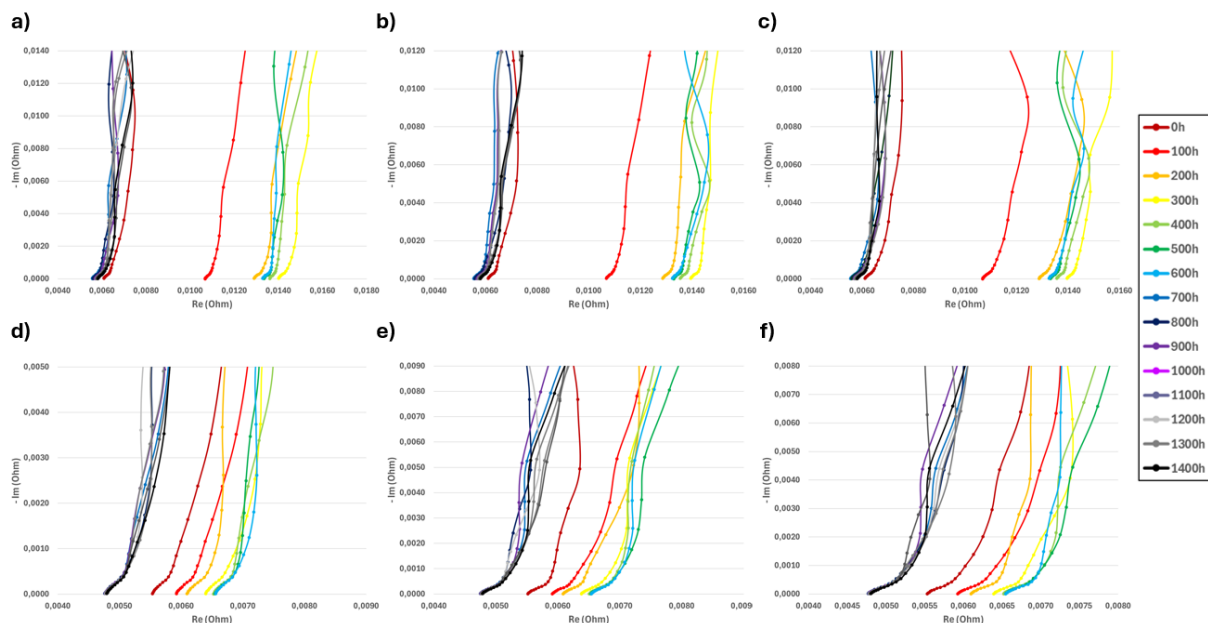 a)
b)
c)
- Im (Ohm)
0,0140
0,0120
0,0100
0,0080
0,0060
0,0040
0,0020
0,0000
0,0040 0,0060 0,0080 0,0100 0,0120 0,0140 0,0160 0,0180
Re (Ohm)
- Im (Ohm)
0,0120
0,0100
0,0080
0,0060
0,0040
0,0020
0,0000
0,0040 0,0060 0,0080 0,0100 0,0120 0,0140 0,0160
Re (Ohm)
- Im (Ohm)
0,0120
0,0100
0,0080
0,0060
0,0040
0,0020
0,0000
0,0040 0,0060 0,0080 0,0100 0,0120 0,0140 0,0160
Re (Ohm)
d)
e)
f)
- Im (Ohm)
0,0050
0,0040
0,0030
0,0020
0,0010
0,0000
0,0040 0,0050 0,0060 0,0070 0,0080 0,0090
Re (Ohm)
- Im (Ohm)
0,0090
0,0080
0,0070
0,0060
0,0050
0,0040
0,0030
0,0020
0,0010
0,0000
0,0040 0,0050 0,0060 0,0070 0,0080 0,009
Re (Ohm)
- Im (Ohm)
0,0080
0,0070
0,0060
0,0050
0,0040
0,0030
0,0020
0,0010
0,0000
0,0040 0,0045 0,0050 0,0055 0,0060 0,0065 0,0070 0,0075 0,0080
Re (Ohm)
0h
100h
200h
300h
400h
500h
600h
700h
800h
900h
1000h
1100h
1200h
1300h
1400h